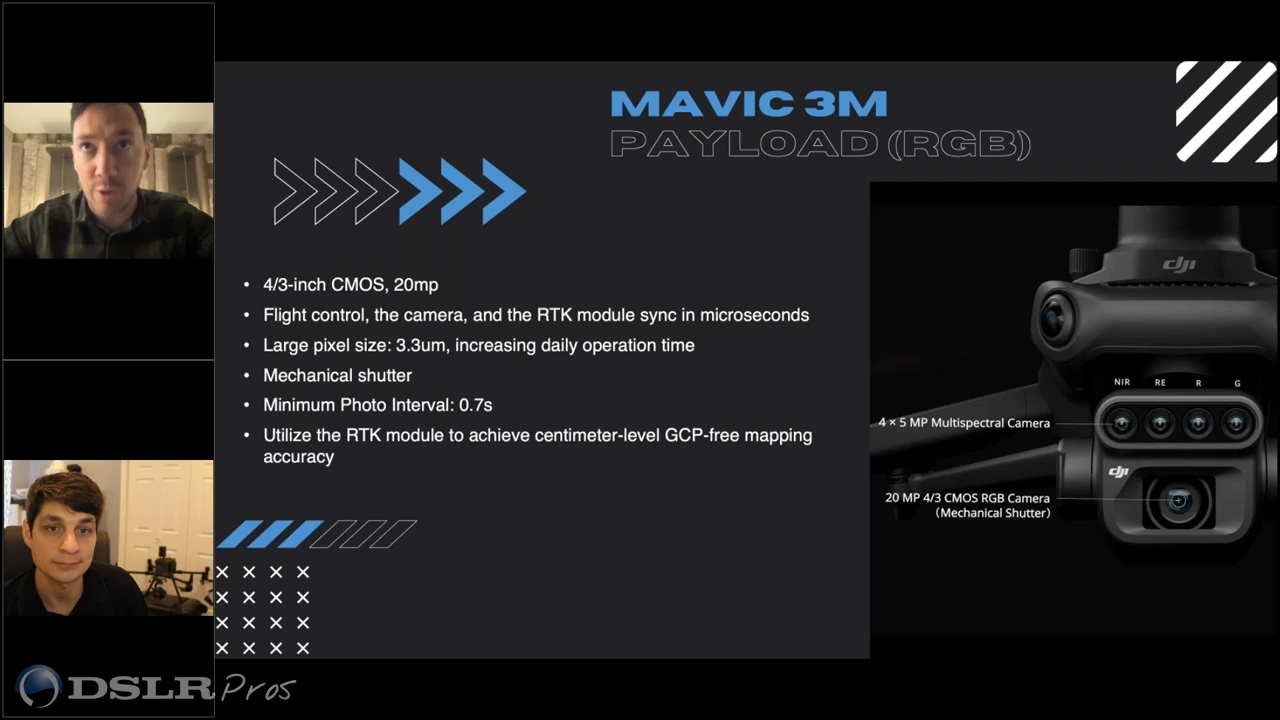 MAVIC 3M
PAYLOAD (RGB)
• 4/3-inch CMOS, 20mp
• Flight control, the camera, and the RTK module sync in microseconds
• Large pixel size: 3.3um, increasing daily operation time
• Mechanical shutter
• Minimum Photo Interval: 0.7s
• Utilize the RTK module to achieve centimeter-level GCP-free mapping
accuracy
dji
NIR RE R G
4 × 5 MP Multispectral Camera
dji
20 MP 4/3 CMOS RGB Camera
(Mechanical Shutter)
DSLR Pros